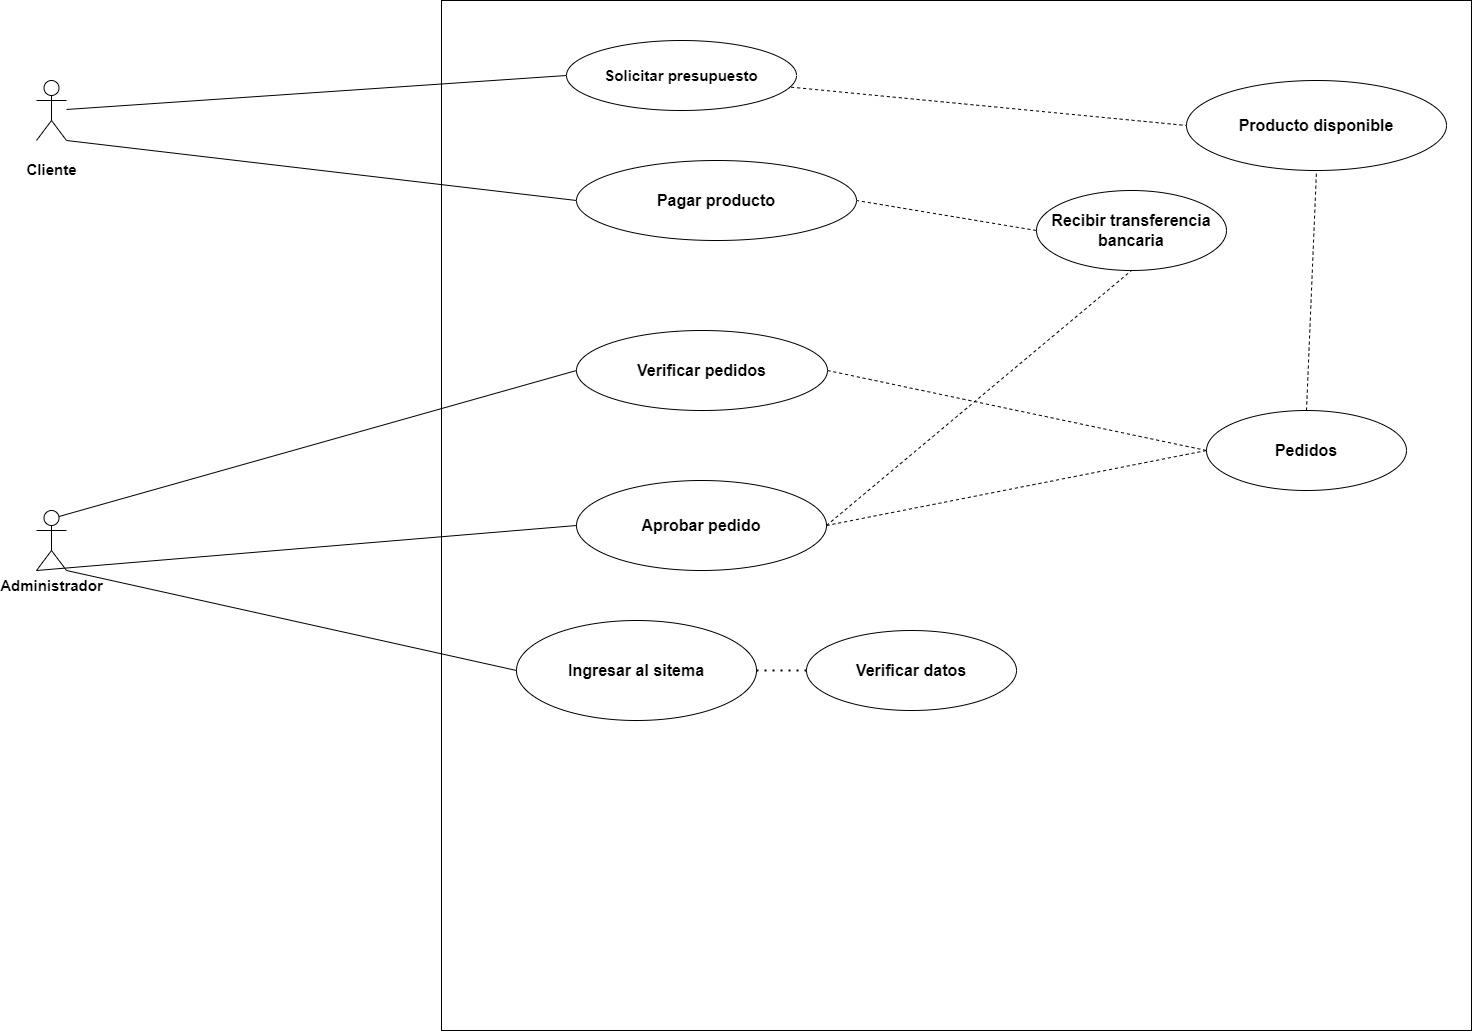 Solicitar presupuesto
Producto disponible
Cliente
Pagar producto
Recibir transferencia
bancaria
Verificar pedidos
Pedidos
Aprobar pedido
Administrador
Ingresar al sitema
Verificar datos